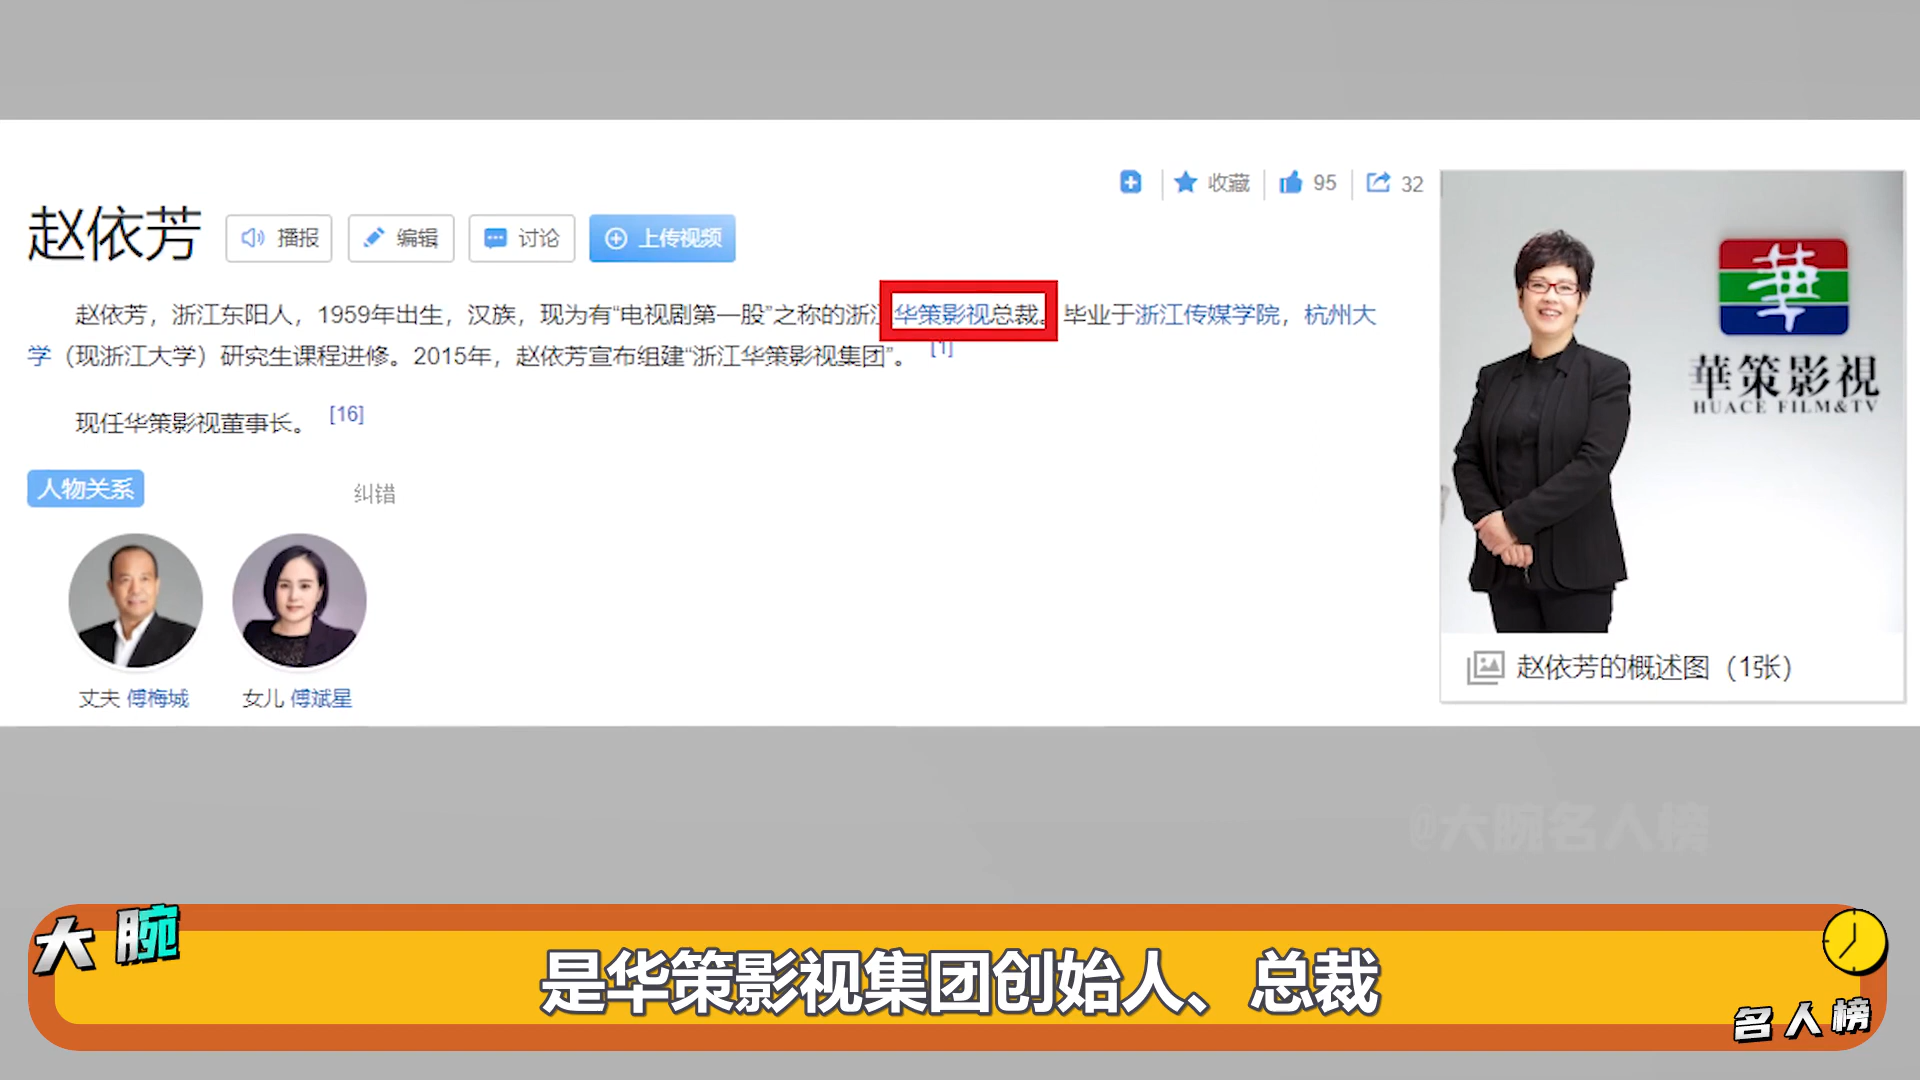 收藏 95 32
赵依芳 播报 编辑 讨论 上传视频
赵依芳，浙江东阳人，1959年出生，汉族，现为有“电视剧第一股”之称的浙江华策影视总裁。毕业于浙江传媒学院，杭州大
学（现浙江大学）研究生课程进修。2015年，赵依芳宣布组建“浙江华策影视集团”。 [1]
现任华策影视董事长。 [16]
人物关系 纠错
丈夫 傅梅城 女儿 傅斌星
華
華策影視
HUACE FILM&TV
赵依芳的概述图（1张）
@大腕名人榜
大腕
是华策影视集团创始人、总裁
名人榜